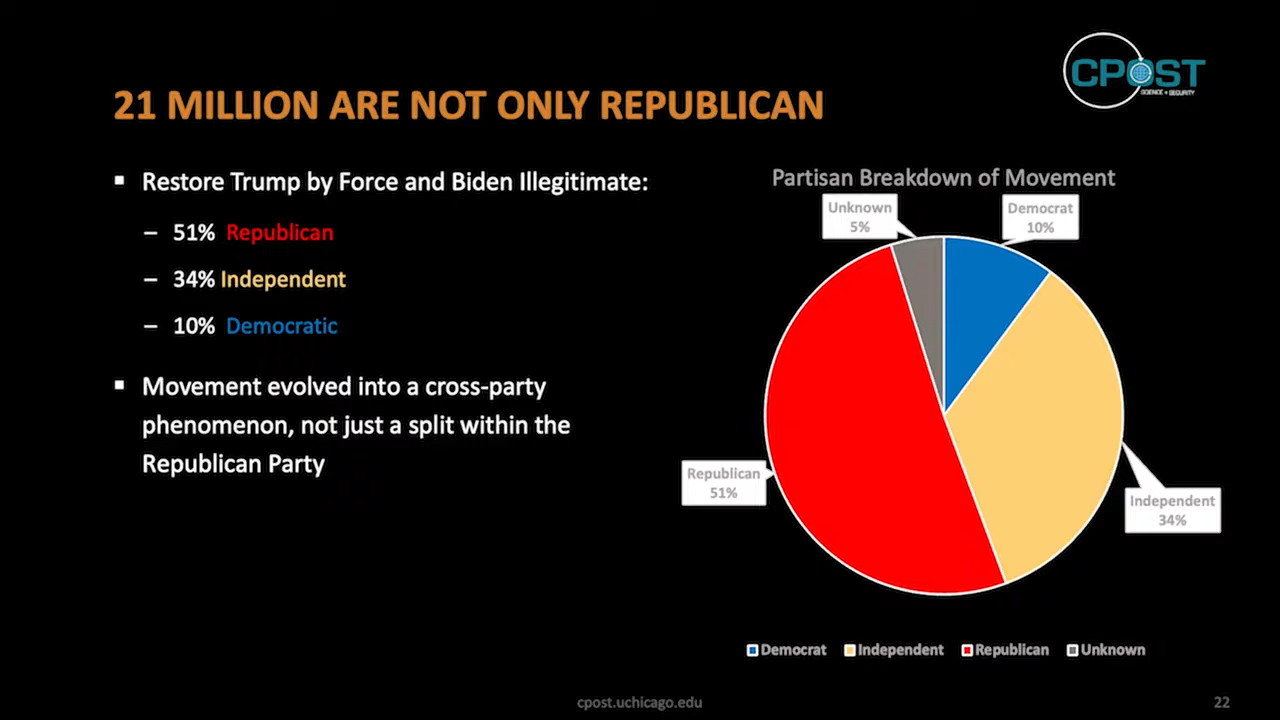 CPOST
SCIENCE + SECURITY
21 MILLION ARE NOT ONLY REPUBLICAN
▪ Restore Trump by Force and Biden Illegitimate:
– 51% Republican
– 34% Independent
– 10% Democratic
▪ Movement evolved into a cross-party
phenomenon, not just a split within the
Republican Party
Partisan Breakdown of Movement
Unknown
5%
Democrat
10%
Republican
51%
Independent
34%
Democrat Independent Republican Unknown
cpost.uchicago.edu
22